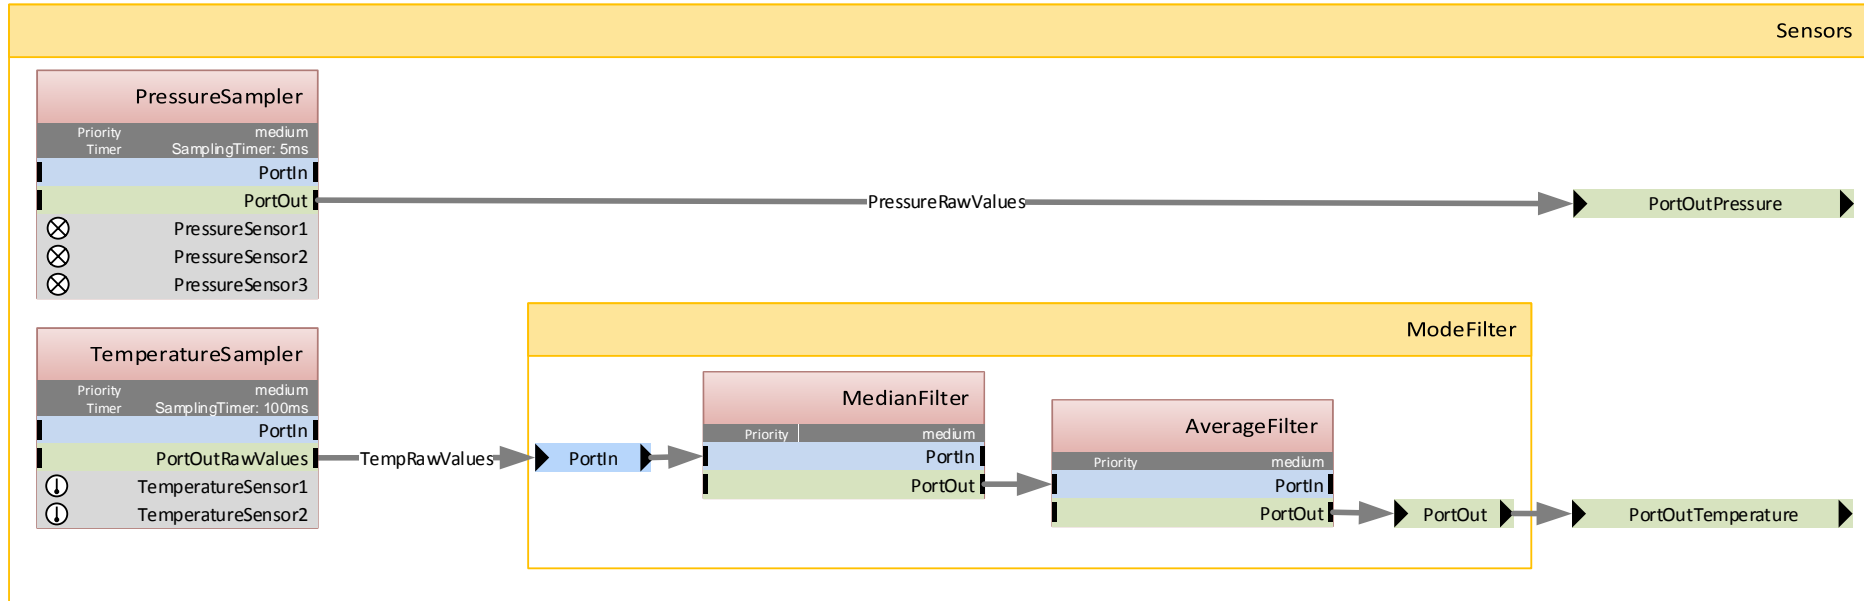 Sensors
PressureSampler
Priority medium
Timer SamplingTimer: 5ms
PortIn
PortOut
PressureRawValues
PortOutPressure
PressureSensor1
PressureSensor2
PressureSensor3
TemperatureSampler
Priority medium
Timer SamplingTimer: 100ms
PortIn
PortOutRawValues
TempRawValues
TemperatureSensor1
TemperatureSensor2
ModeFilter
PortIn
MedianFilter
Priority medium
PortIn
PortOut
AverageFilter
Priority medium
PortIn
PortOut
PortOut
PortOutTemperature